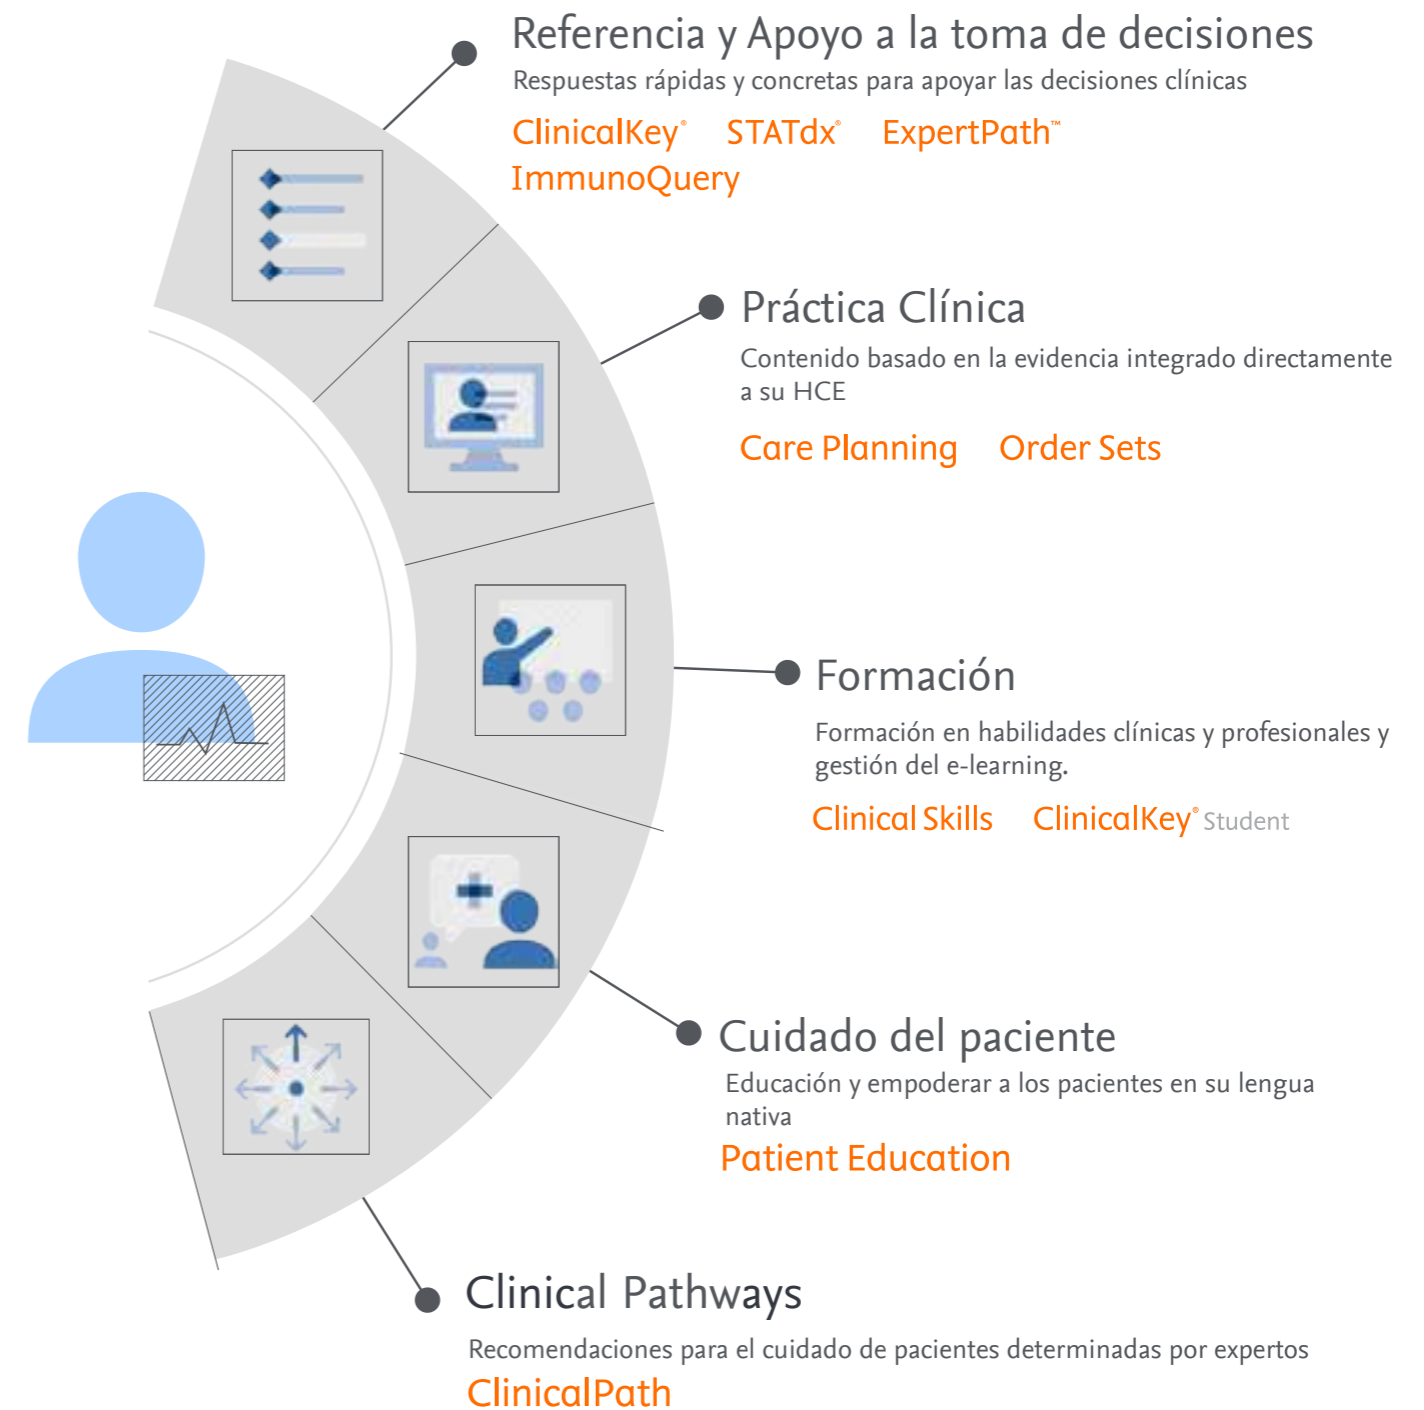 Referencia y Apoyo a la toma de decisiones
Respuestas rápidas y concretas para apoyar las decisiones clínicas
ClinicalKey® STATdx® ExpertPath™
ImmunoQuery
Práctica Clínica
Contenido basado en la evidencia integrado directamente
a su HCE
Care Planning Order Sets
Formación
Formación en habilidades clínicas y profesionales y
gestión del e-learning.
Clinical Skills ClinicalKey® Student
Cuidado del paciente
Educación y empoderar a los pacientes en su lengua
nativa
Patient Education
Clinical Pathways
Recomendaciones para el cuidado de pacientes determinadas por expertos
ClinicalPath